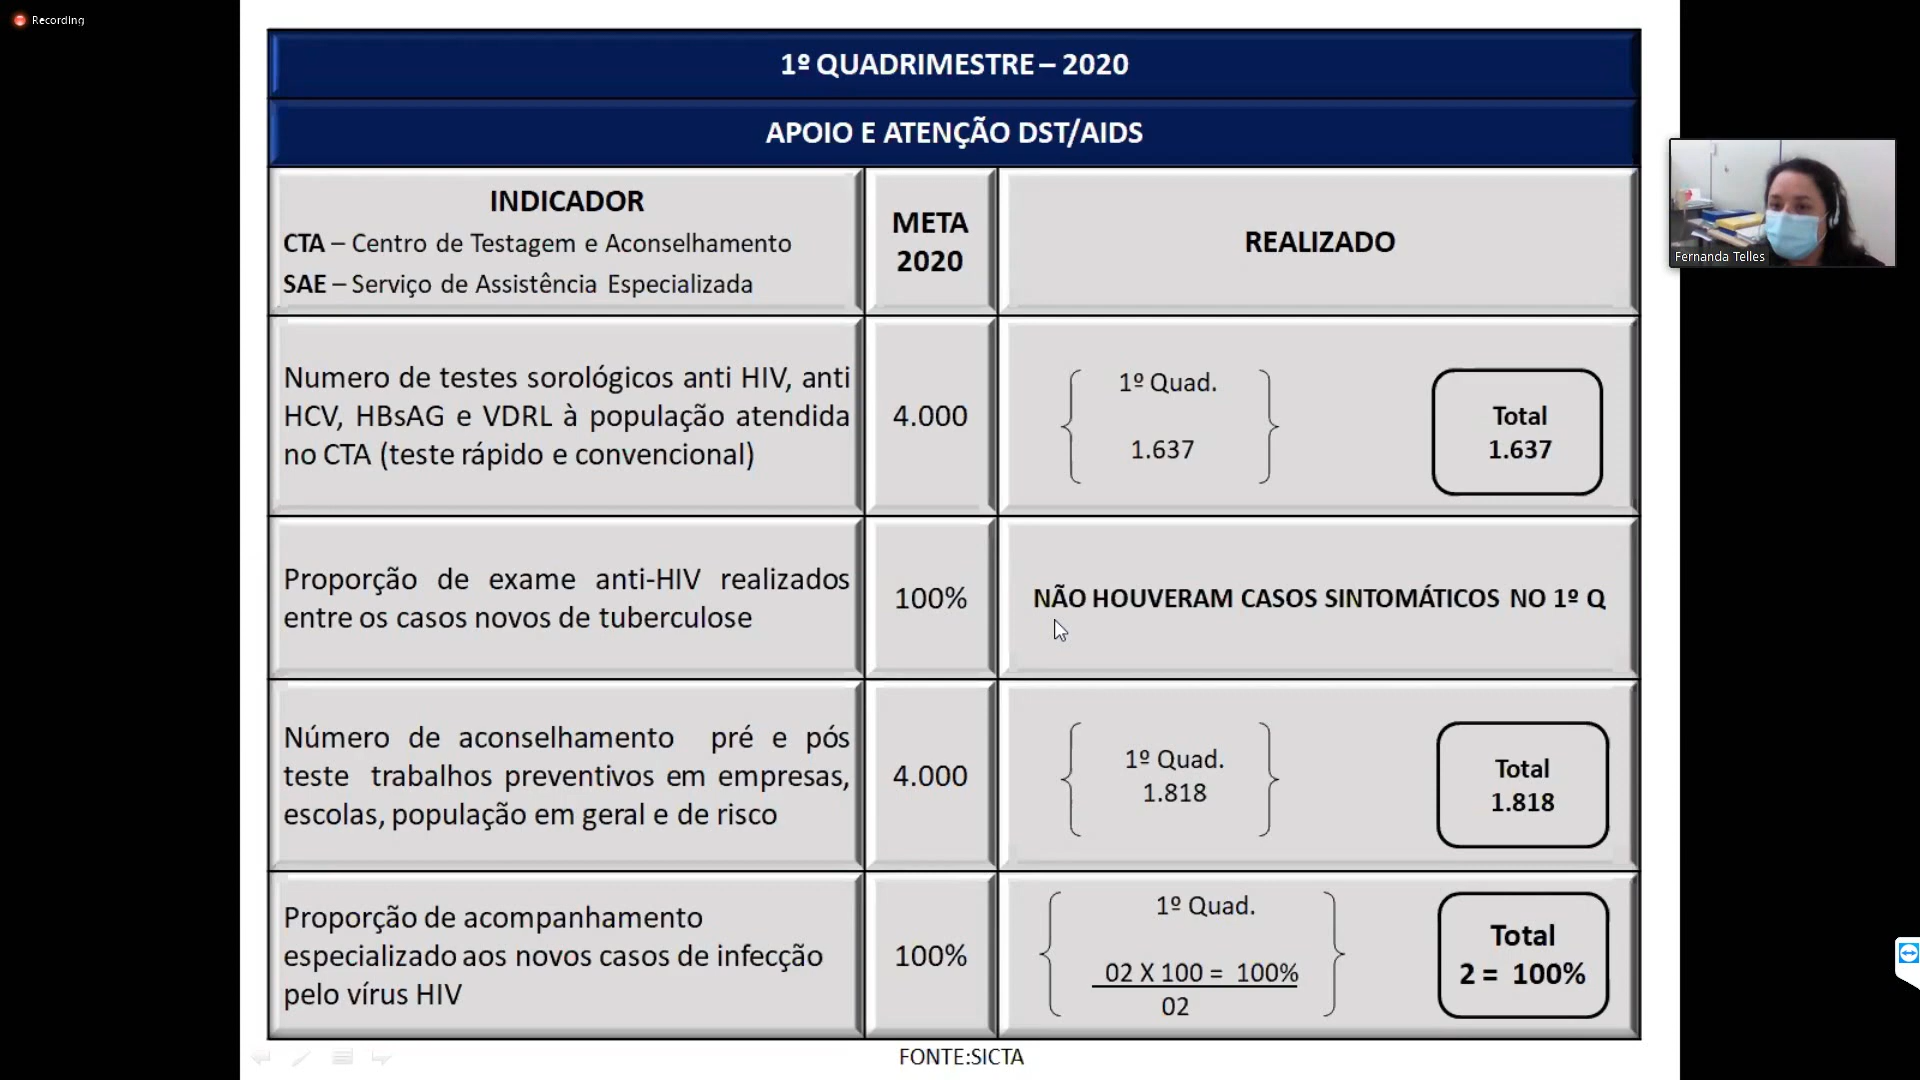 Recording
1º QUADRIMESTRE – 2020
APOIO E ATENÇÃO DST/AIDS
INDICADOR
CTA – Centro de Testagem e Aconselhamento
SAE – Serviço de Assistência Especializada
META
2020
REALIZADO
Fernanda Telles
Numero de testes sorológicos anti HIV, anti
HCV, HBsAG e VDRL à população atendida
no CTA (teste rápido e convencional)
4.000
1º Quad.
1.637
Total
1.637
Proporção de exame anti-HIV realizados
entre os casos novos de tuberculose
100%
NÃO HOUVERAM CASOS SINTOMÁTICOS NO 1º Q
Número de aconselhamento pré e pós
teste trabalhos preventivos em empresas,
escolas, população em geral e de risco
4.000
1º Quad.
1.818
Total
1.818
Proporção de acompanhamento
especializado aos novos casos de infecção
pelo vírus HIV
100%
1º Quad.
02 X 100 = 100%
02
Total
2 = 100%
FONTE:SICTA